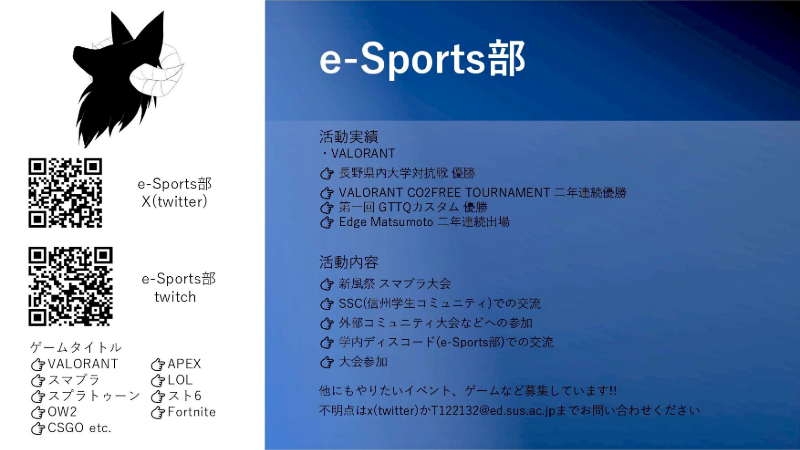 e-Sports部
X(twitter)
e-Sports部
twitch
ゲームタイトル
VALORANT
スマブラ
スプラトゥーン
OW2
CSGO etc.
APEX
LOL
スト6
Fortnite
e-Sports部
活動実績
・VALORANT
長野県内大学対抗戦 優勝
VALORANT CO2FREE TOURNAMENT 二年連続優勝
第一回 GTTQカスタム 優勝
Edge Matsumoto 二年連続出場
活動内容
新風祭 スマブラ大会
SSC(信州学生コミュニティ)での交流
外部コミュニティ大会などへの参加
学内ディスコード(e-Sports部)での交流
大会参加
他にもやりたいイベント、ゲームなど募集しています!!
不明点はx(twitter)かT122132@ed.sus.ac.jpまでお問い合わせください